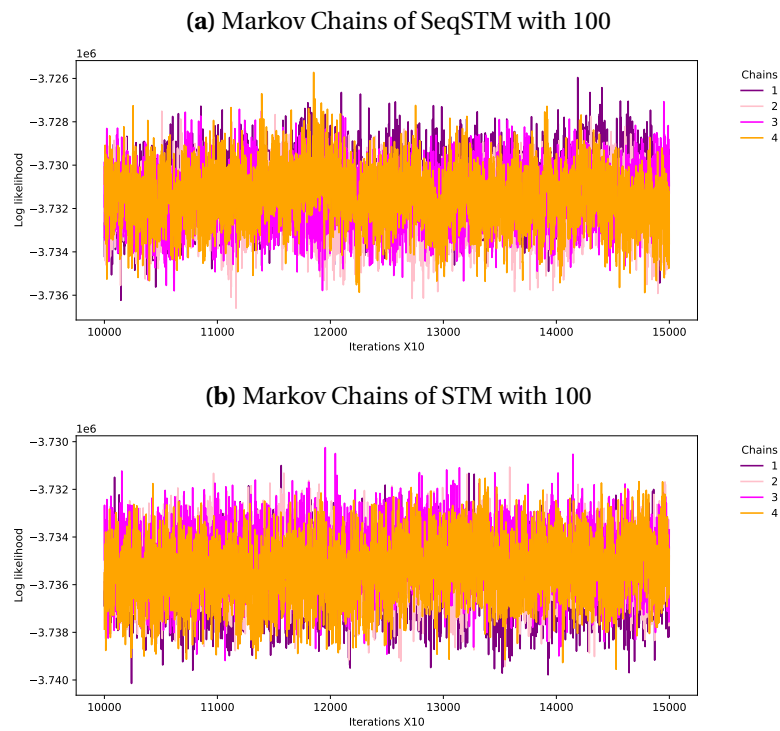 (a) Markov Chains of SeqSTM with 100
1e6
−3.726
−3.728
−3.730
−3.732
−3.734
−3.736
Log likelihood
10000 11000 12000 13000 14000 15000
Iterations X10
Chains
1
2
3
4
(b) Markov Chains of STM with 100
1e6
−3.730
−3.732
−3.734
−3.736
−3.738
−3.740
Log likelihood
10000 11000 12000 13000 14000 15000
Iterations X10
Chains
1
2
3
4